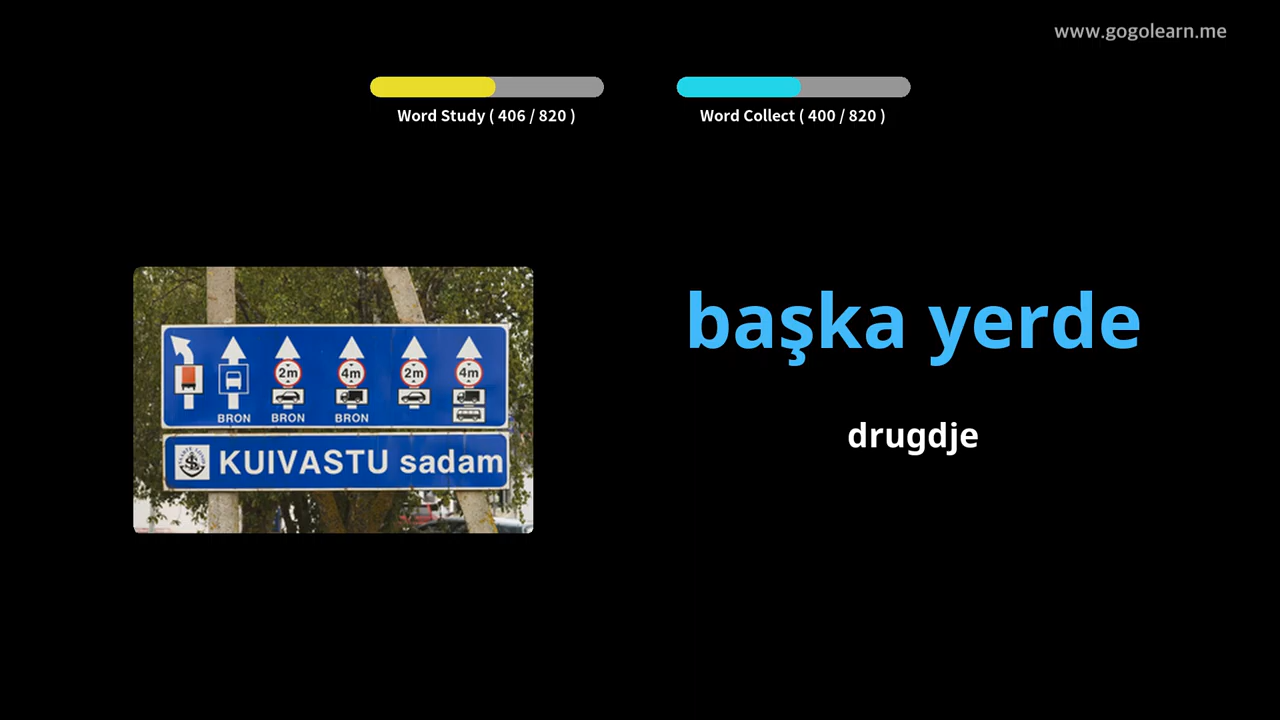 www.gogolearn.me
Word Study ( 406 / 820 )
Word Collect ( 400 / 820 )
2m 4m 2m 4m
BRON BRON BRON
KUIVASTU sadam
başka yerde
drugdje